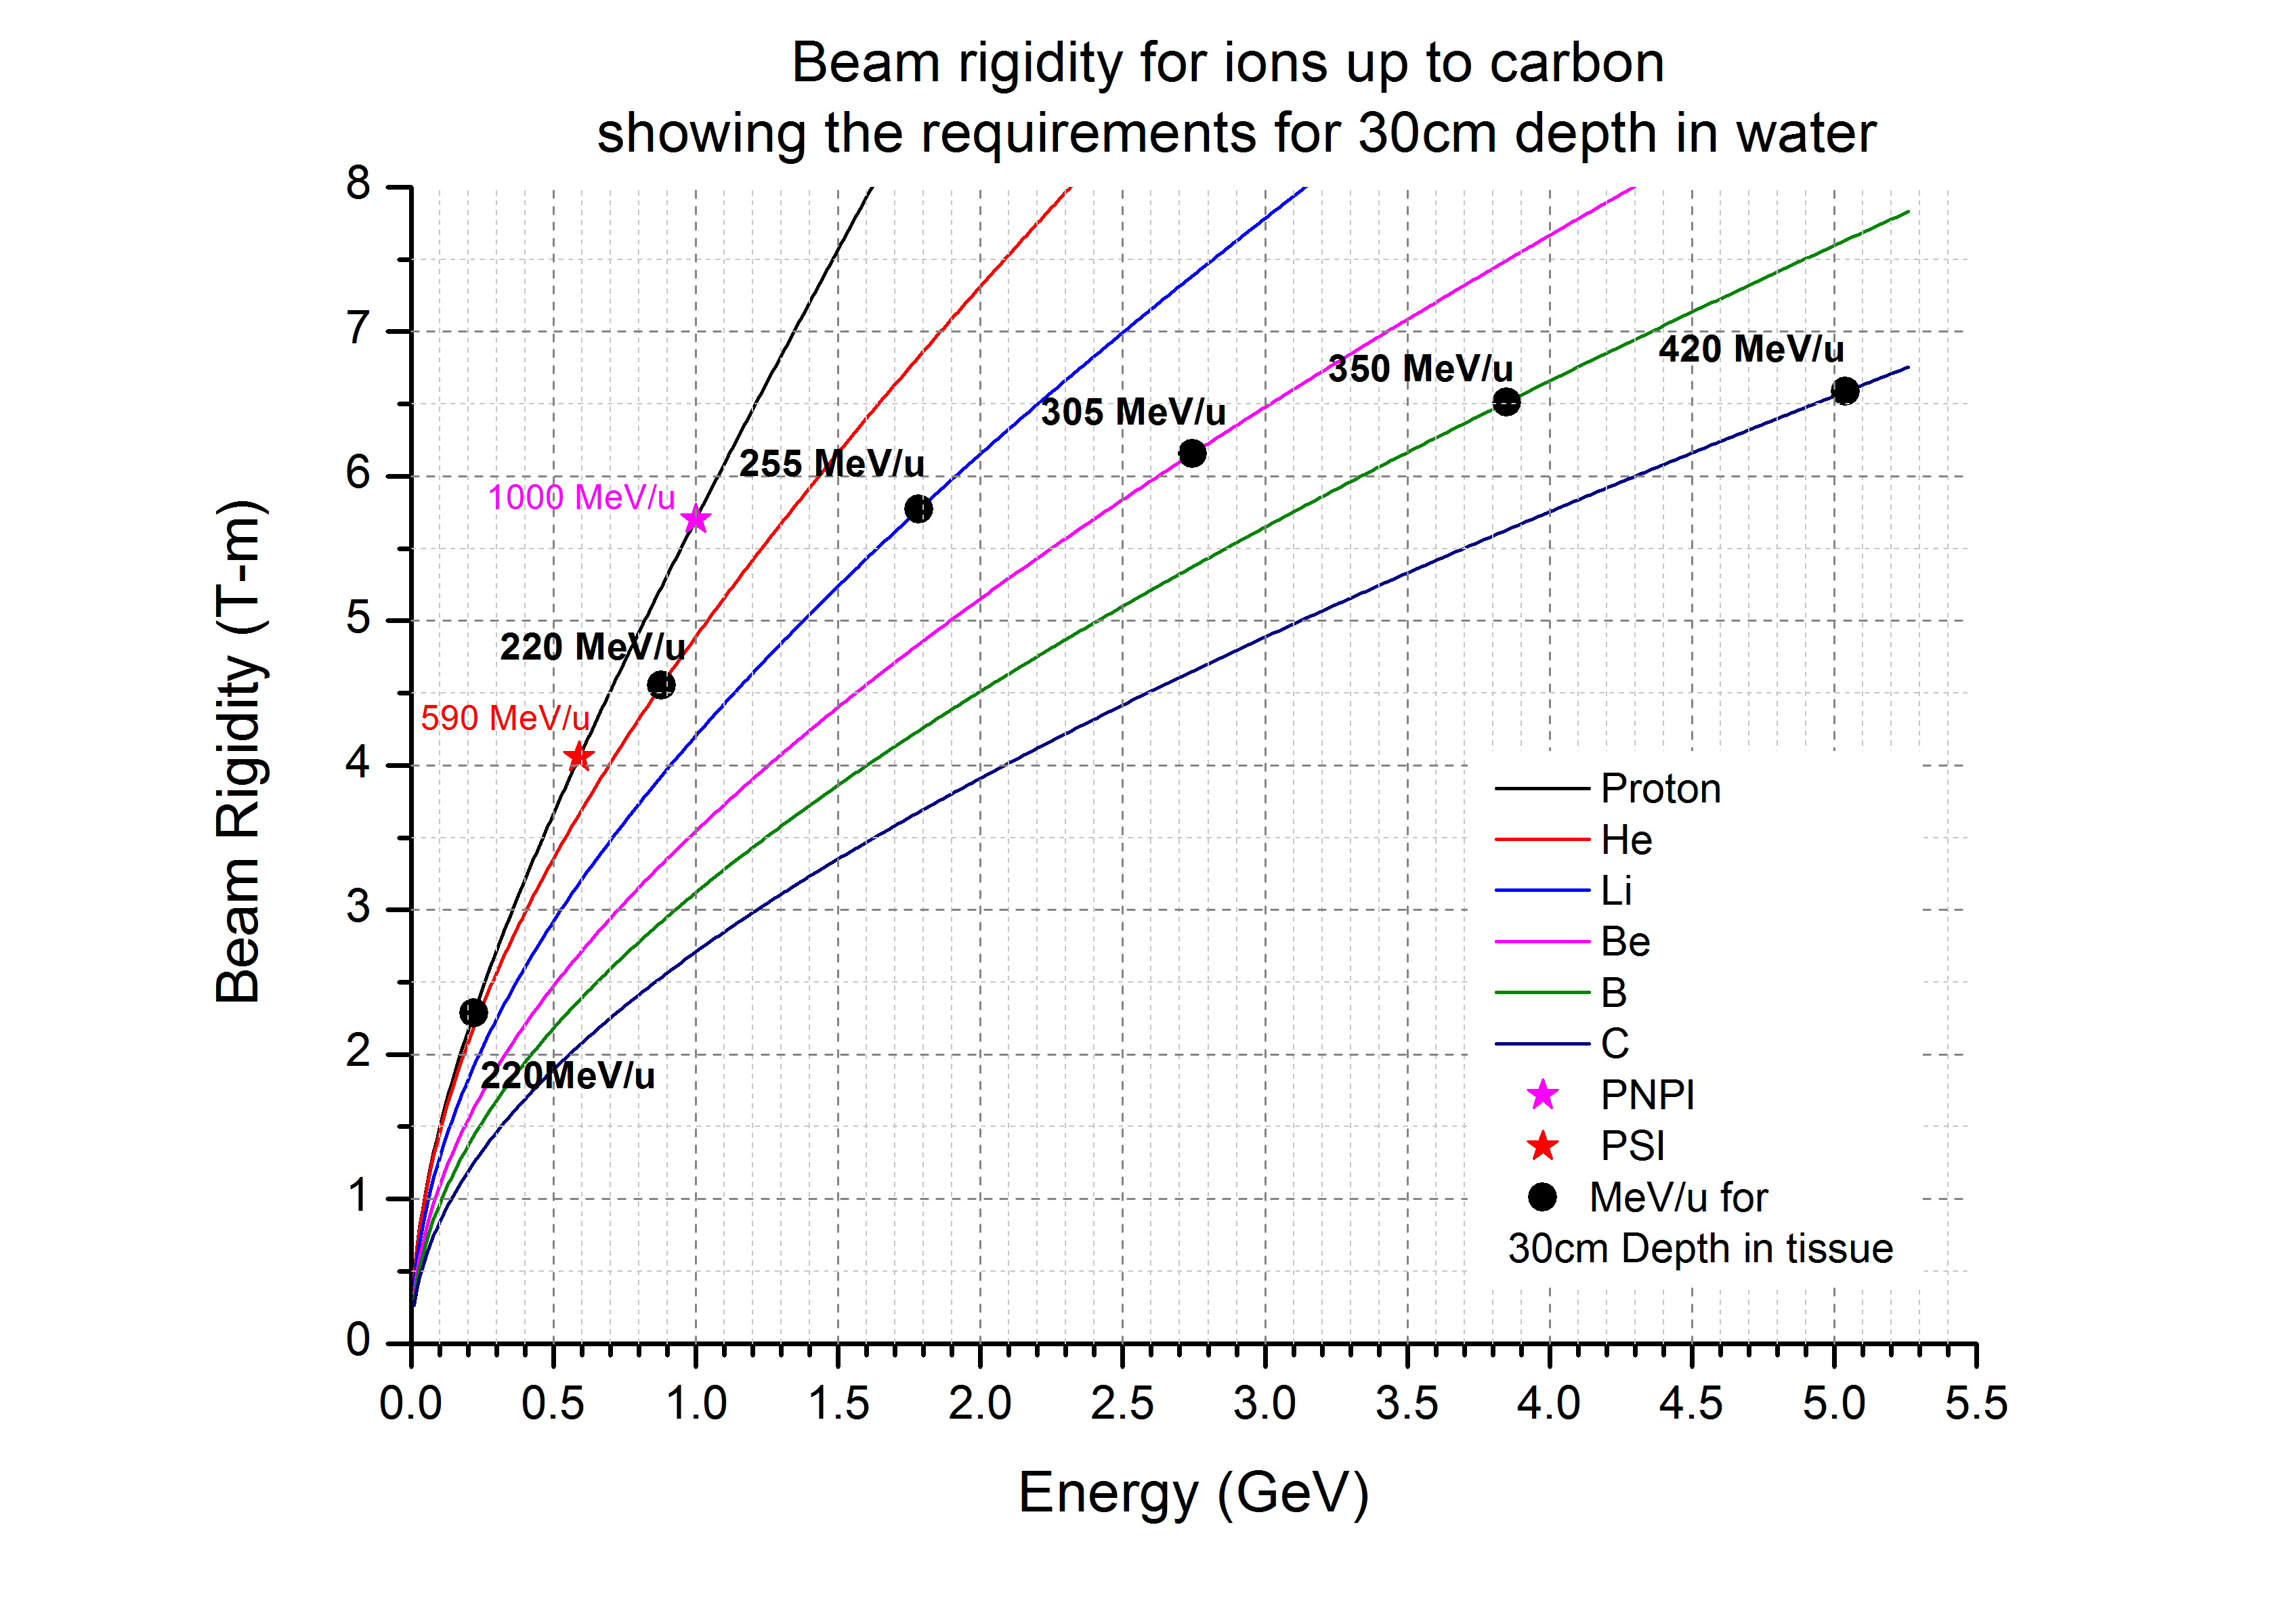 Beam rigidity for ions up to carbon
showing the requirements for 30cm depth in water
8
7
6
5
4
3
2
1
0
Beam Rigidity (T-m)
420 MeV/u
350 MeV/u
305 MeV/u
255 MeV/u
1000 MeV/u
220 MeV/u
590 MeV/u
220MeV/u
Proton
He
Li
Be
B
C
PNPI
PSI
MeV/u for
30cm Depth in tissue
0.0 0.5 1.0 1.5 2.0 2.5 3.0 3.5 4.0 4.5 5.0 5.5
Energy (GeV)